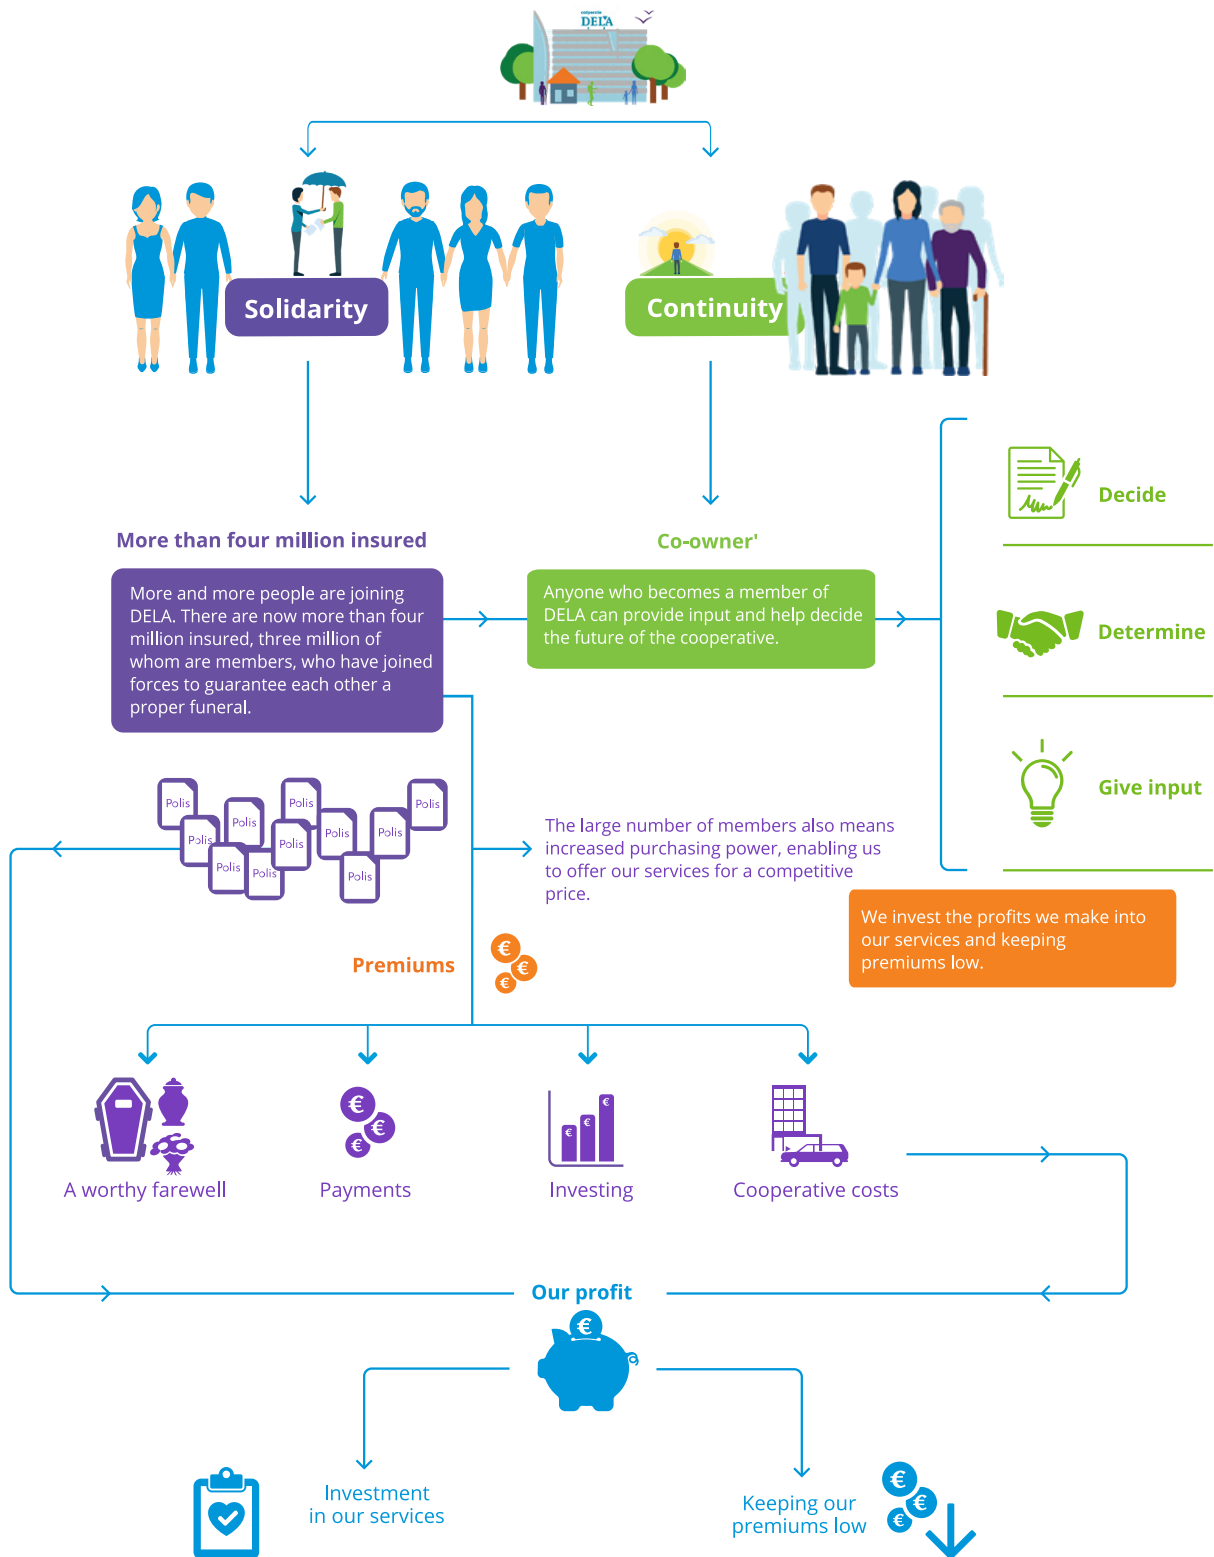 coöperatie
DELA
Solidarity
Continuity
Decide
More than four million insured
Co-owner'
More and more people are joining
DELA. There are now more than four
million insured, three million of
whom are members, who have joined
forces to guarantee each other a
proper funeral.
Anyone who becomes a member of
DELA can provide input and help decide
the future of the cooperative.
Determine
Give input
Polis
Polis
Polis
Polis
Polis
Polis
Polis
Polis
Polis
Polis
Polis
The large number of members also means
increased purchasing power, enabling us
to offer our services for a competitive
price.
We invest the profits we make into
our services and keeping
premiums low.
Premiums
€
€
€
€
€
€
€
€
€
A worthy farewell
Payments
Investing
Cooperative costs
Our profit
€
Investment
in our services
Keeping our
premiums low
€
€
€